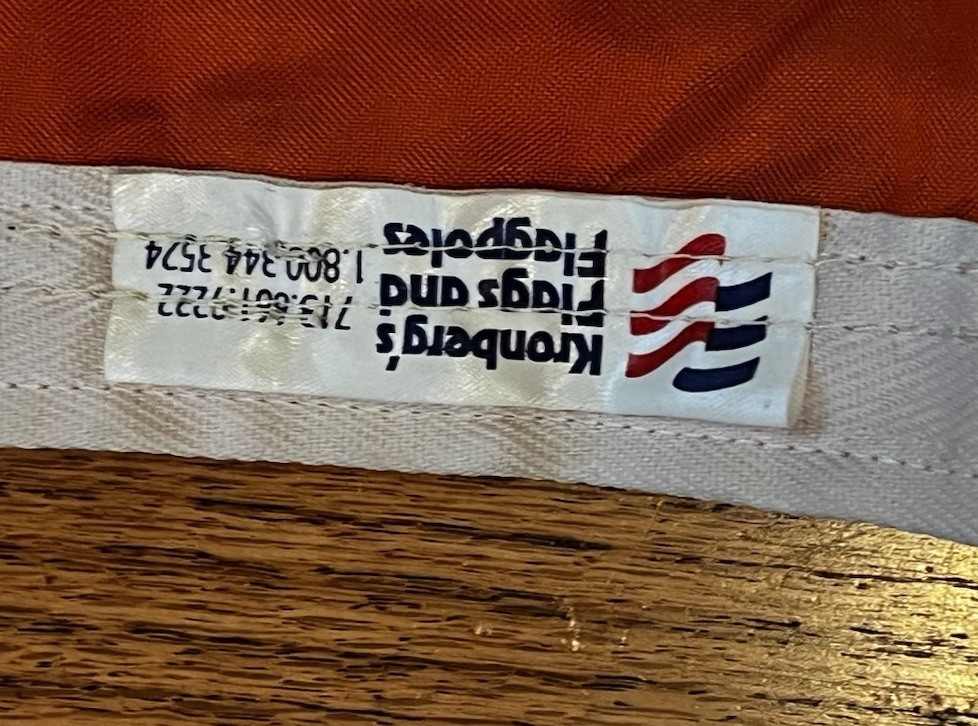 Kronberg's
Flags and
Flagpoles
1.800.344.3524